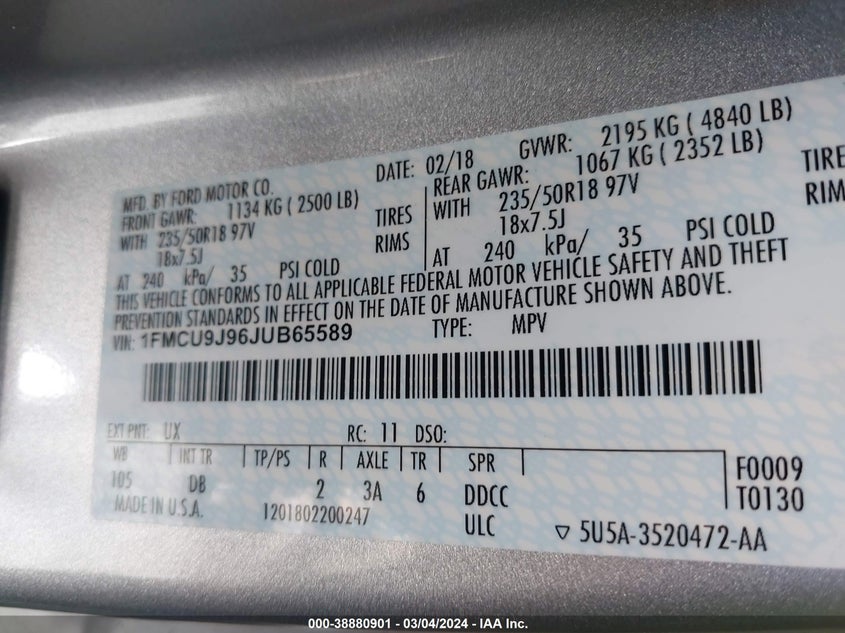 MFD. BY FORD MOTOR CO.
DATE: 02/18 GVWR: 2195 KG ( 4840 LB)
FRONT GAWR: 1134 KG ( 2500 LB)
WITH 235/50R18 97V TIRES
18x7.5J RIMS
AT 240 kPa/ 35 PSI COLD
REAR GAWR: 1067 KG ( 2352 LB)
WITH 235/50R18 97V TIRE
18x7.5J RIM
AT 240 kPa/ 35 PSI COLD
THIS VEHICLE CONFORMS TO ALL APPLICABLE FEDERAL MOTOR VEHICLE SAFETY AND THEFT
PREVENTION STANDARDS IN EFFECT ON THE DATE OF MANUFACTURE SHOWN ABOVE.
VIN: 1FMCU9J96JUB65589 TYPE: MPV
EXT PNT: UX RC: 11 DSO:
WB INT TR TP/PS R AXLE TR SPR
105 DB 2 3A 6 DDCC
F0009
T0130
MADE IN U.S.A. 1201802200247 ULC
5U5A-3520472-AA
000-38880901 - 03/04/2024 - IAA Inc.